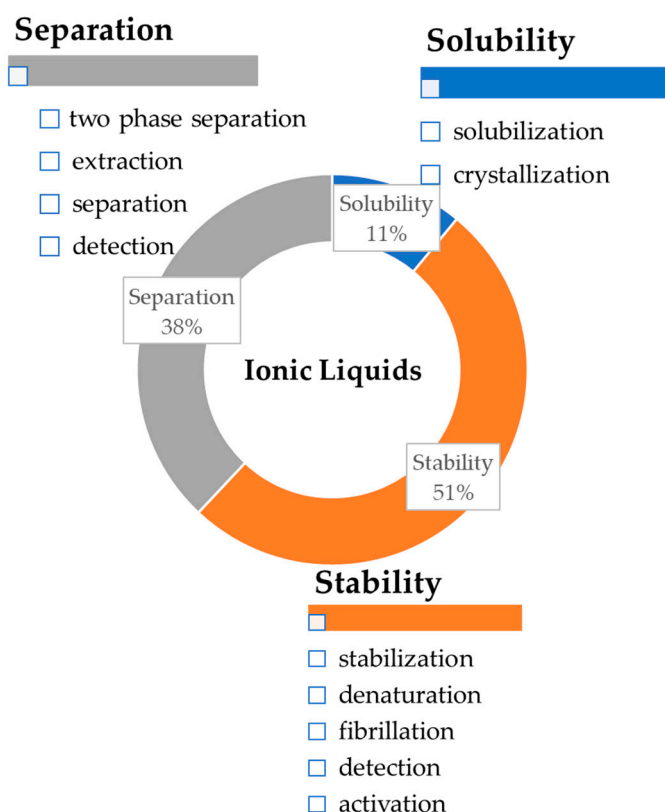 Separation
two phase separation
extraction
separation
detection
Solubility
solubilization
crystallization
Solubility
11%
Separation
38%
Ionic Liquids
Stability
51%
Stability
stabilization
denaturation
fibrillation
detection
activation